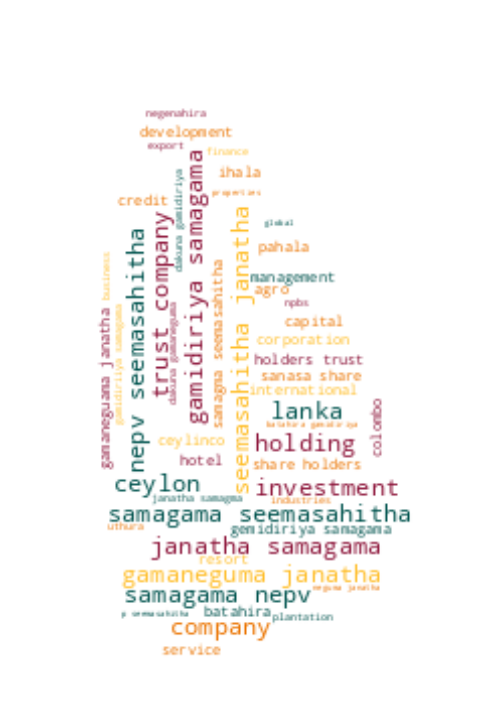 negenahira
development
export
finance
ihala
properties
credit
dakuna gamidiriya
gamidiriya samagama
trust company
global
seemasahitha janatha
nepv seemasahitha
pahala
business
management
agro
samagma seemasahitha
npbs
dakuna gamaneguma
gamidiriya samagama
gamaneguma janatha
capital
corporation
holders trust
sanasa share
international
lanka
colombo
batahira gamidiriya
ceylinco
holding
hotel
share holders
ceylon
investment
janatha samagma
industries
samagama seemasahitha
uthura
gemidiriya samagama
janatha samagama
resort
gamaneguma janatha
neguma janatha
samagama nepv
p seemasahitha
batahira
plantation
company
service